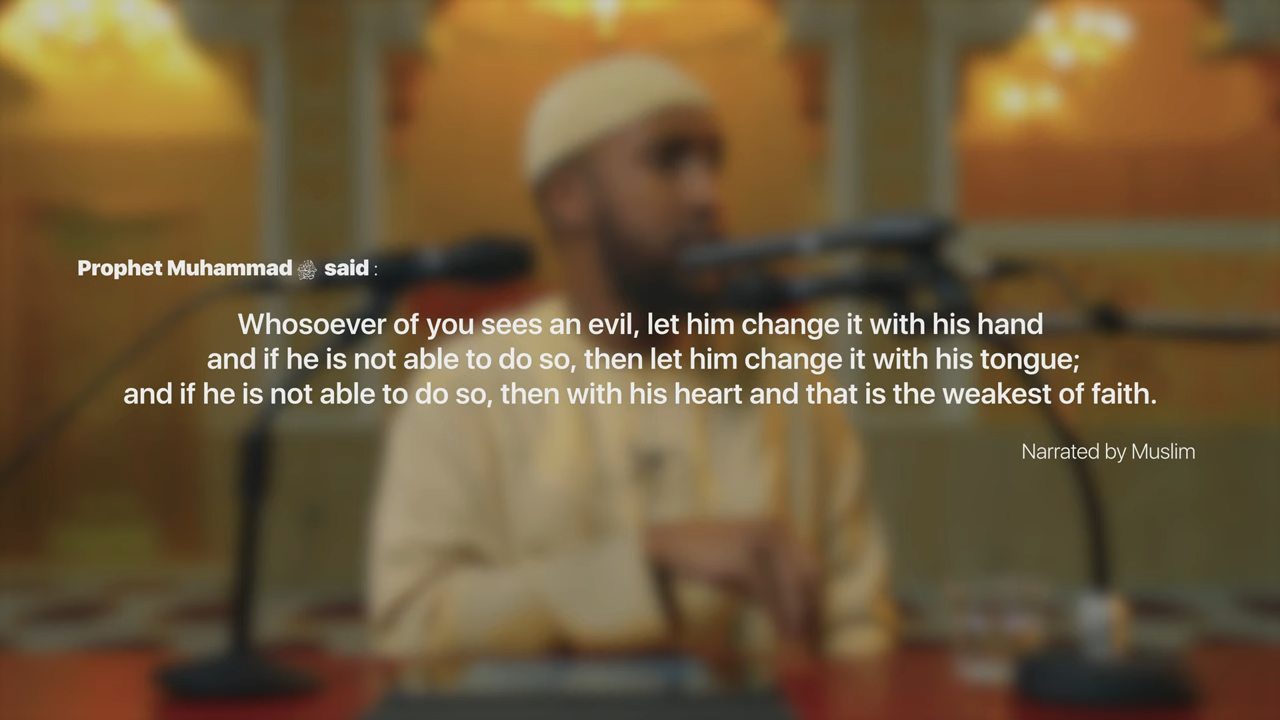 Prophet Muhammad ﷺ said :
Whosoever of you sees an evil, let him change it with his hand
and if he is not able to do so, then let him change it with his tongue;
and if he is not able to do so, then with his heart and that is the weakest of faith.
Narrated by Muslim